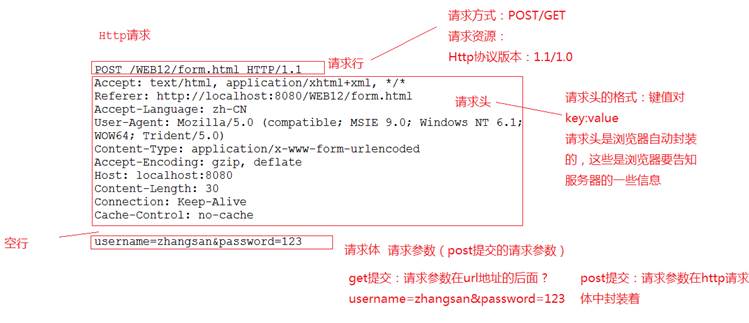 Http请求
请求方式：POST/GET
请求资源：
Http协议版本：1.1/1.0
请求行
POST /WEB12/form.html HTTP/1.1
Accept: text/html, application/xhtml+xml, */*
Referer: http://localhost:8080/WEB12/form.html
Accept-Language: zh-CN
User-Agent: Mozilla/5.0 (compatible; MSIE 9.0; Windows NT 6.1;
WOW64; Trident/5.0)
Content-Type: application/x-www-form-urlencoded
Accept-Encoding: gzip, deflate
Host: localhost:8080
Content-Length: 30
Connection: Keep-Alive
Cache-Control: no-cache
请求头
请求头的格式：键值对
key:value
请求头是浏览器自动封装
的，这些是浏览器要告知
服务器的一些信息
空行
username=zhangsan&password=123
请求体 请求参数（post提交的请求参数）
get提交：请求参数在url地址的后面？
username=zhangsan&password=123
post提交：请求参数在http请求
体中封装着